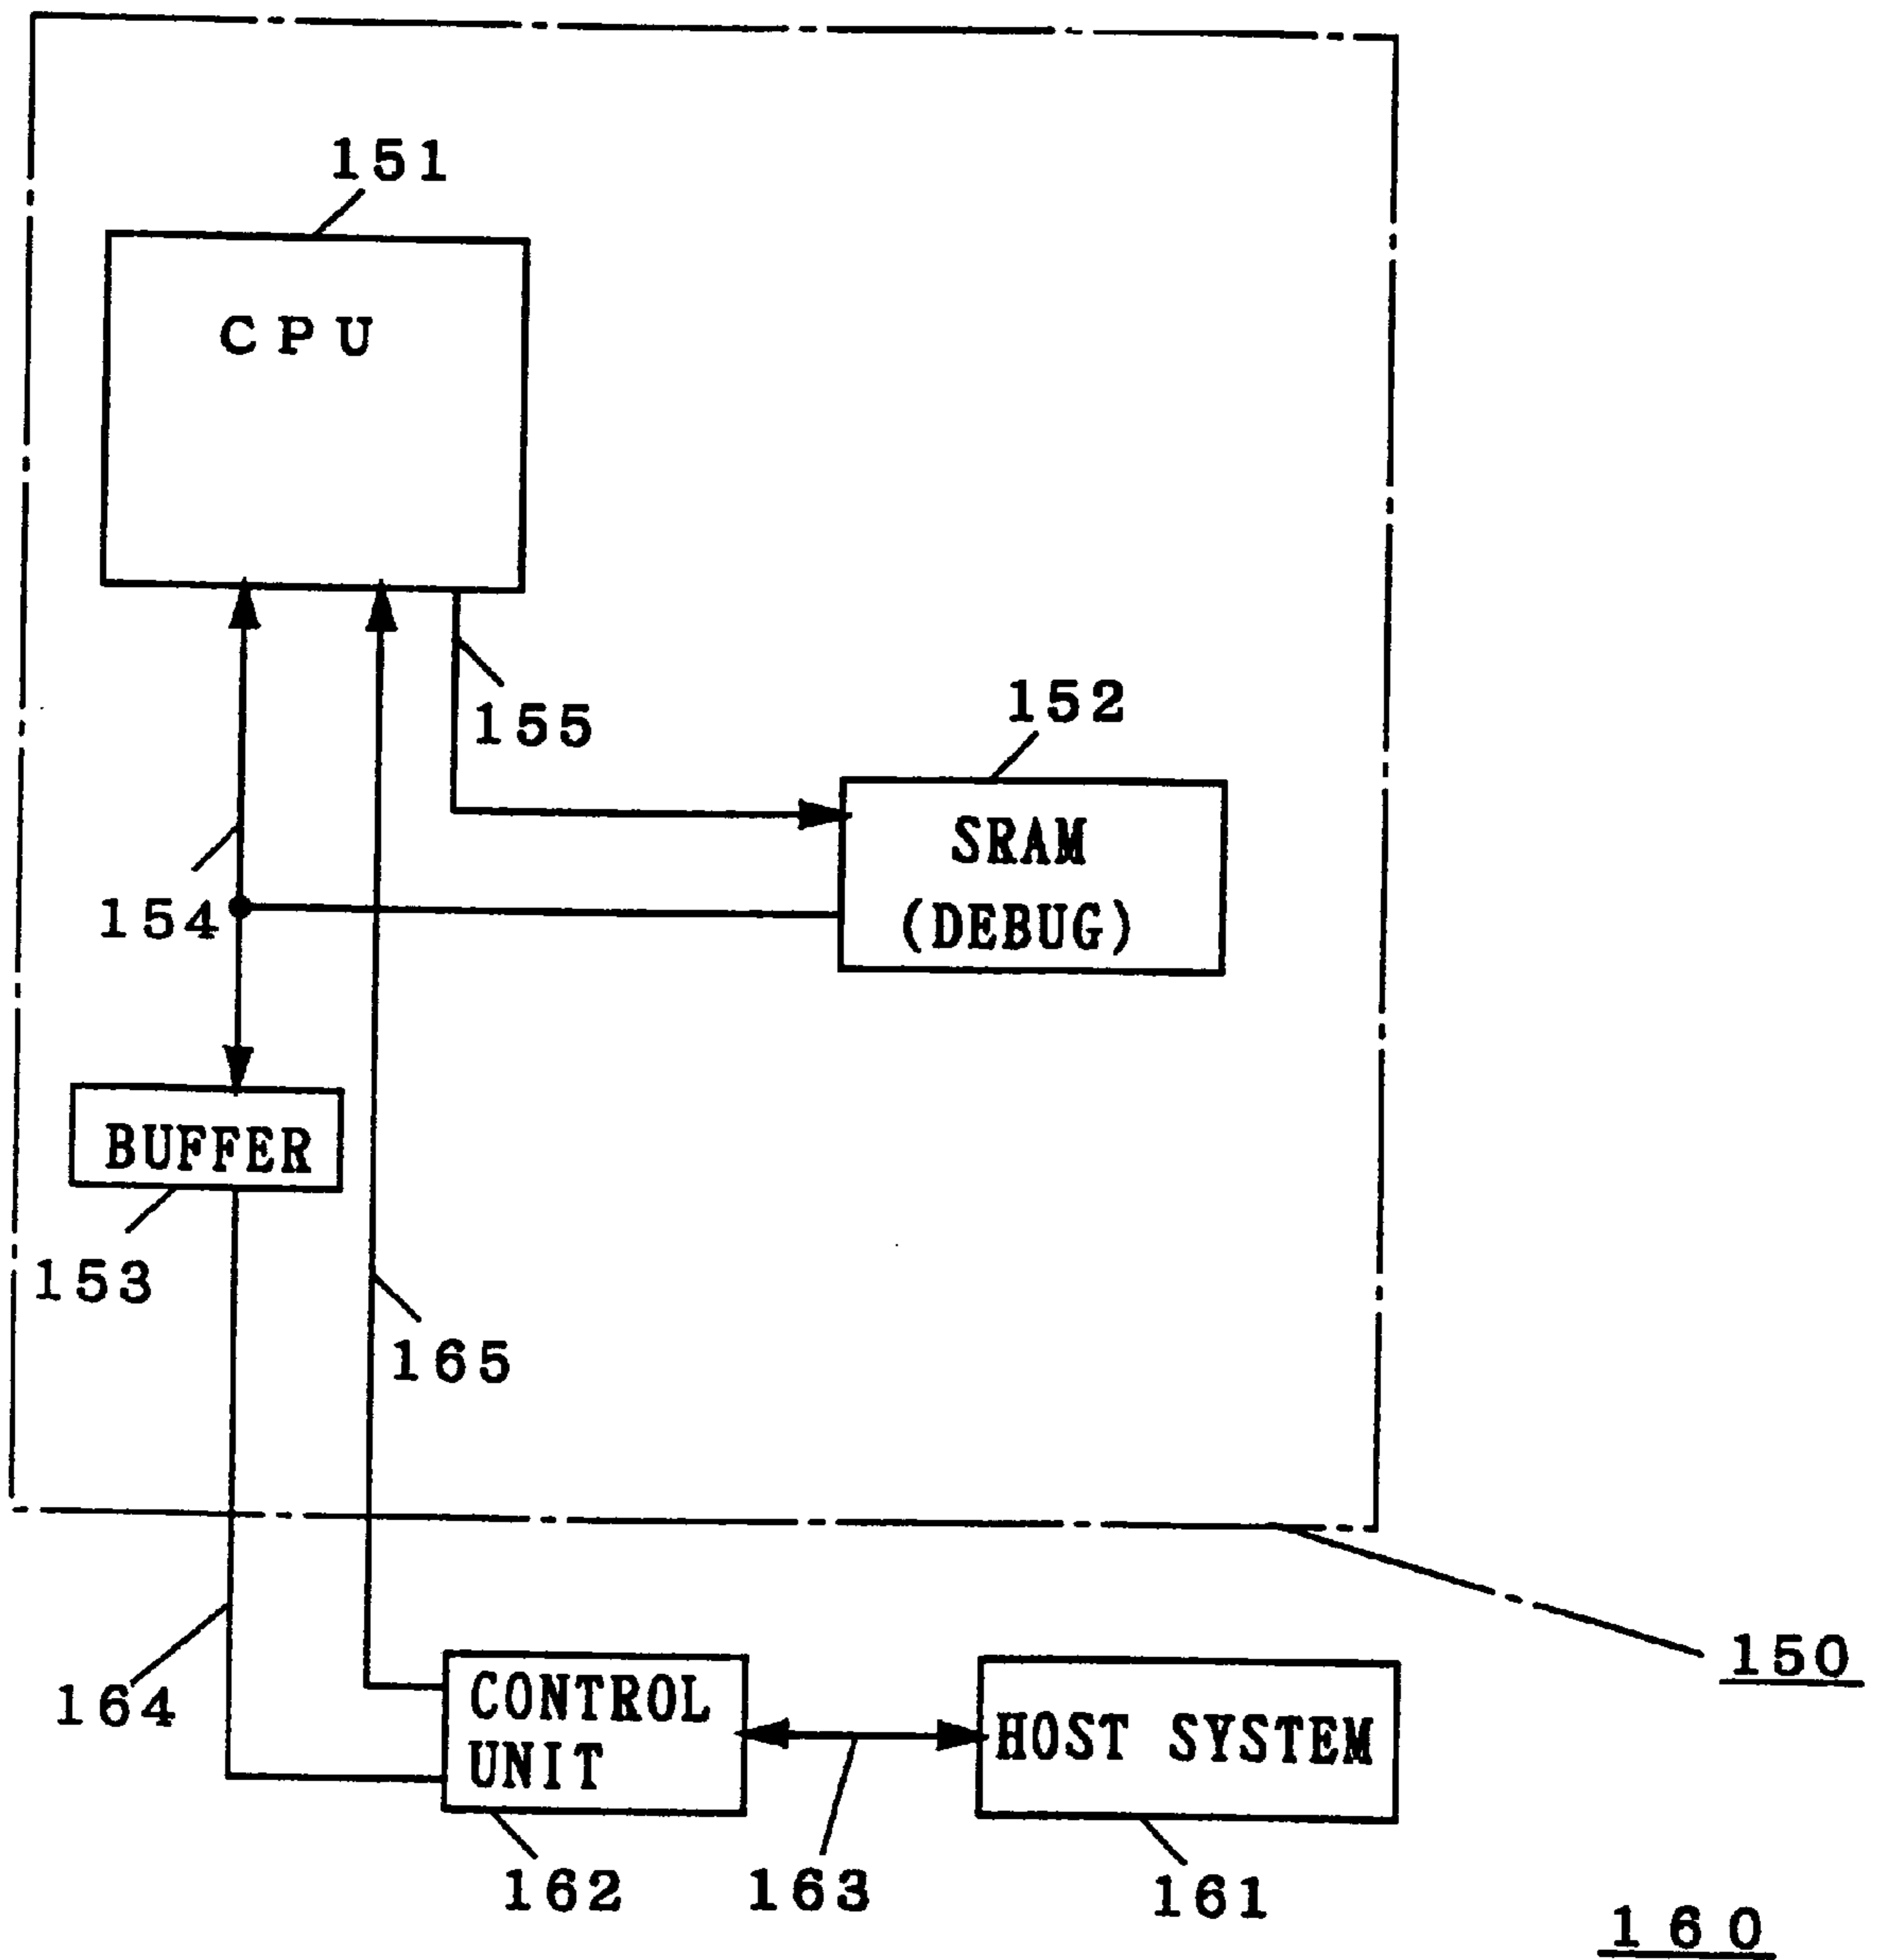 151
CPU
155
152
SRAM
(DEBUG)
154
BUFFER
153
165
150
164
CONTROL
UNIT
HOST SYSTEM
162
163
161
160